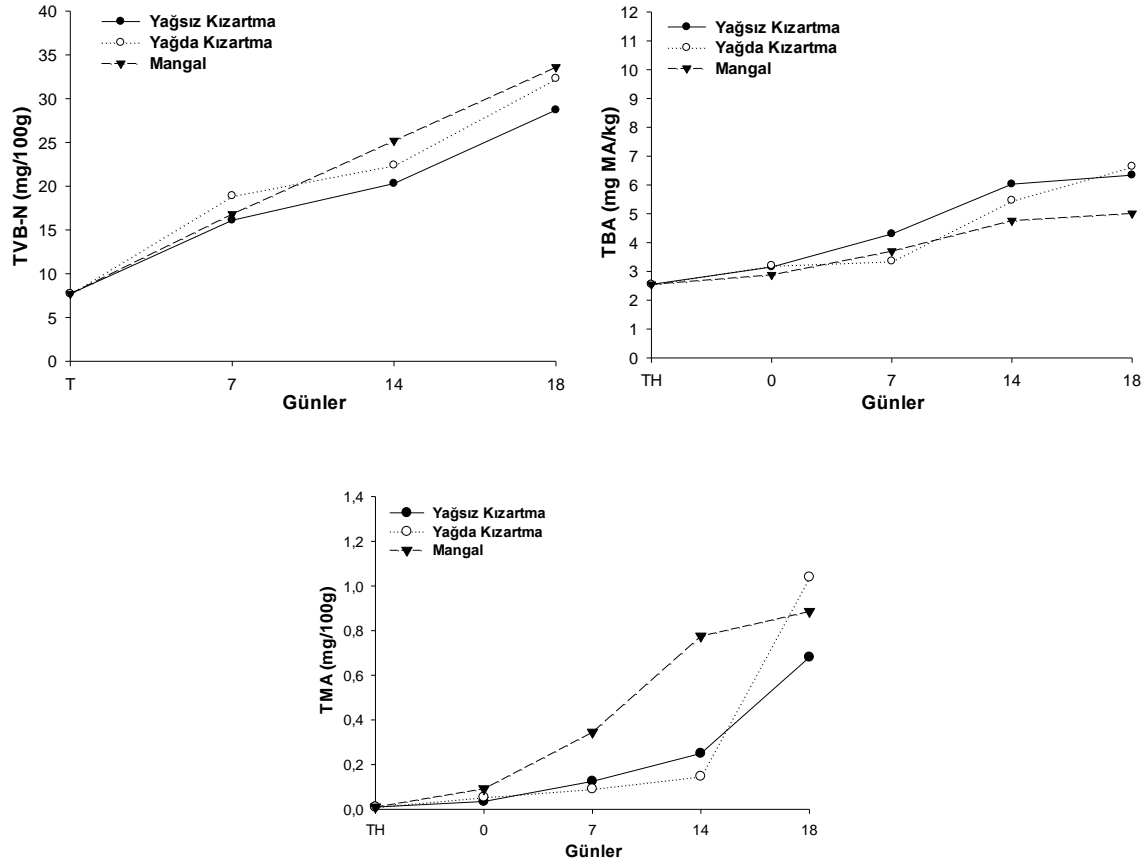 Yağsız Kızartma
Yağda Kızartma
Mangal
TVB-N (mg/100g)
40
35
30
25
20
15
10
5
0
T 7 14 18
Günler
Yağsız Kızartma
Yağda Kızartma
Mangal
TBA (mg MA/kg)
12
11
10
9
8
7
6
5
4
3
2
1
0
TH 0 7 14 18
Günler
Yağsız Kızartma
Yağda Kızartma
Mangal
TMA (mg/100g)
1,4
1,2
1,0
0,8
0,6
0,4
0,2
0,0
TH 0 7 14 18
Günler